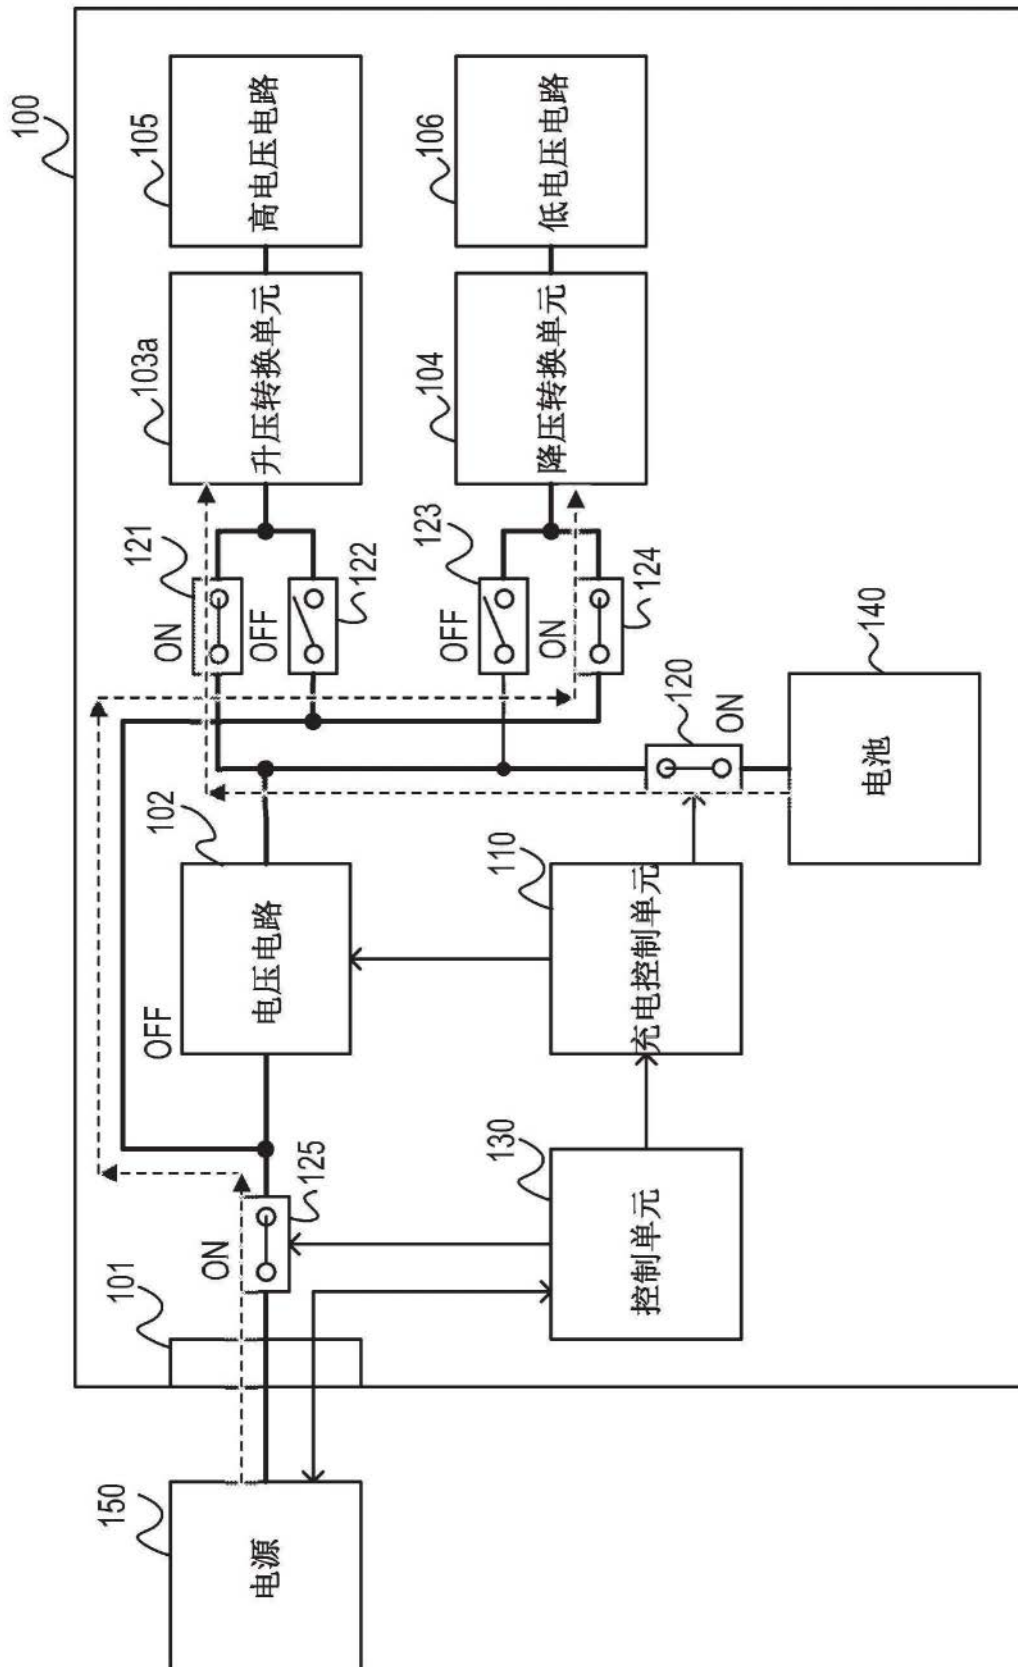 100
105
高电压电路
106
低电压电路
103a
升压转换单元
104
降压转换单元
121
ON
OFF
122
123
OFF
ON
124
102
电压电路
OFF
120
ON
140
电池
110
充电控制单元
101
ON
125
130
控制单元
150
电源